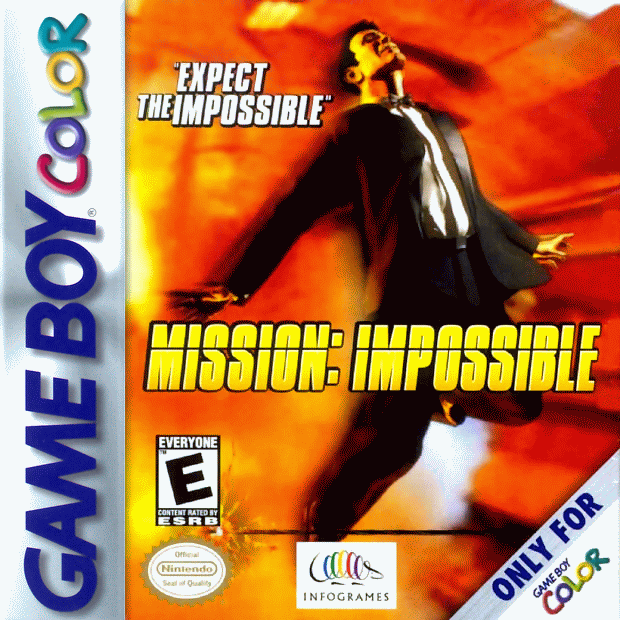 GAME BOY COLOR
®
"EXPECT
THE IMPOSSIBLE"
MISSION: IMPOSSIBLE
EVERYONE
™
E
CONTENT RATED BY
ESRB
Official
Nintendo
Seal of Quality
INFOGRAMES
ONLY FOR
GAME BOY
COLOR